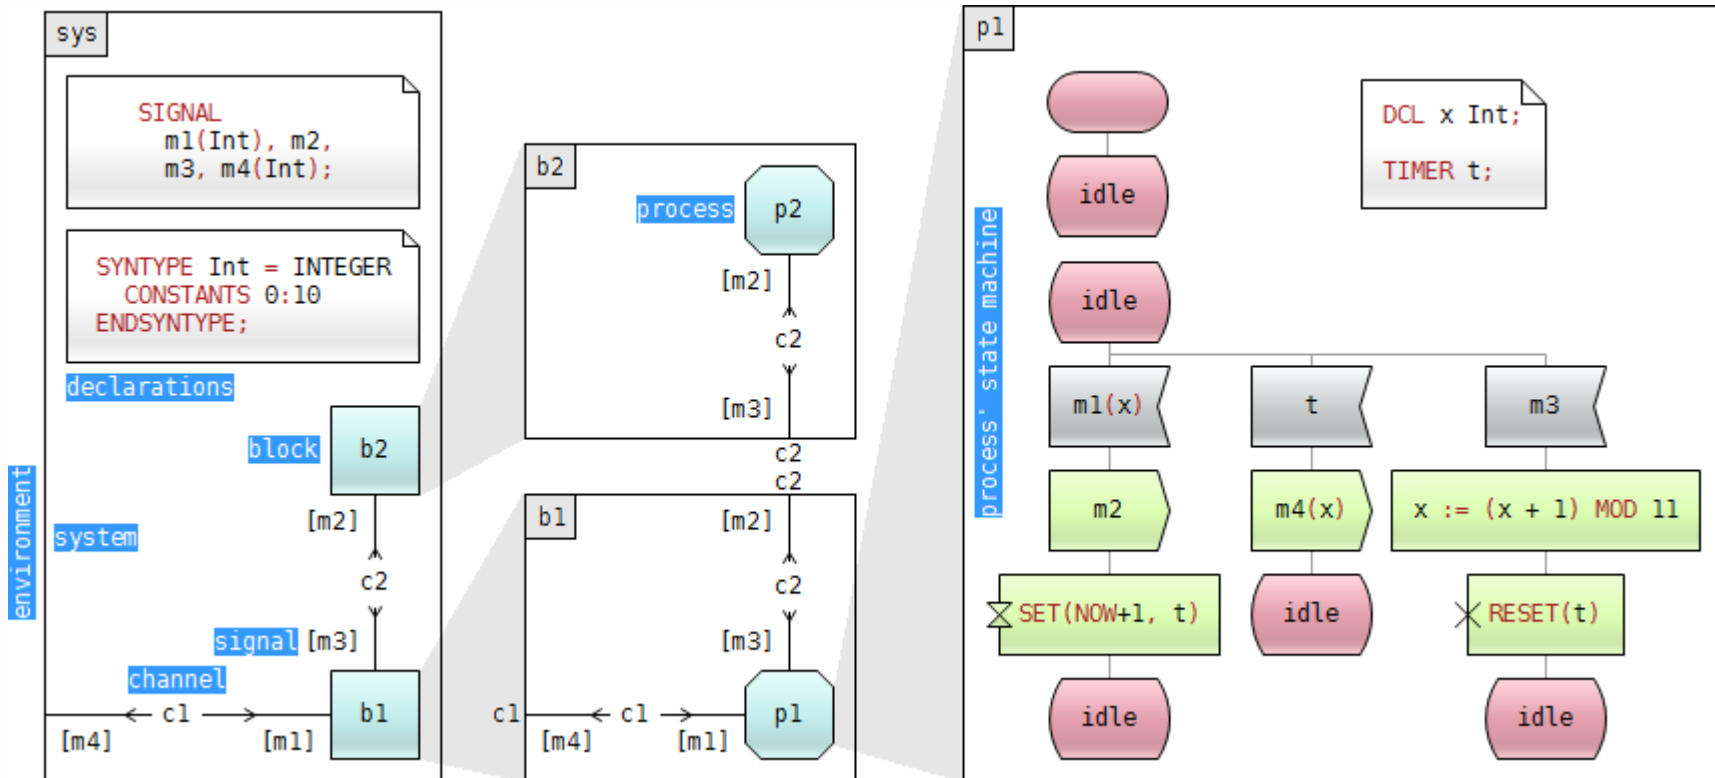 sys
SIGNAL
m1(Int), m2,
m3, m4(Int);
SYNTYPE Int = INTEGER
CONSTANTS 0:10
ENDSYNTYPE;
declarations
block
b2
[m2]
environment
system
c2
signal
[m3]
channel
c1
b1
[m4]
[m1]
b2
process
p2
[m2]
c2
[m3]
c2
c2
b1
[m2]
c2
[m3]
c1
c1
p1
[m4]
[m1]
p1
process' state machine
DCL x Int;
TIMER t;
idle
idle
m1(x)
t
m3
m2
m4(x)
x := (x + 1) MOD 11
SET(NOW+1, t)
idle
RESET(t)
idle
idle